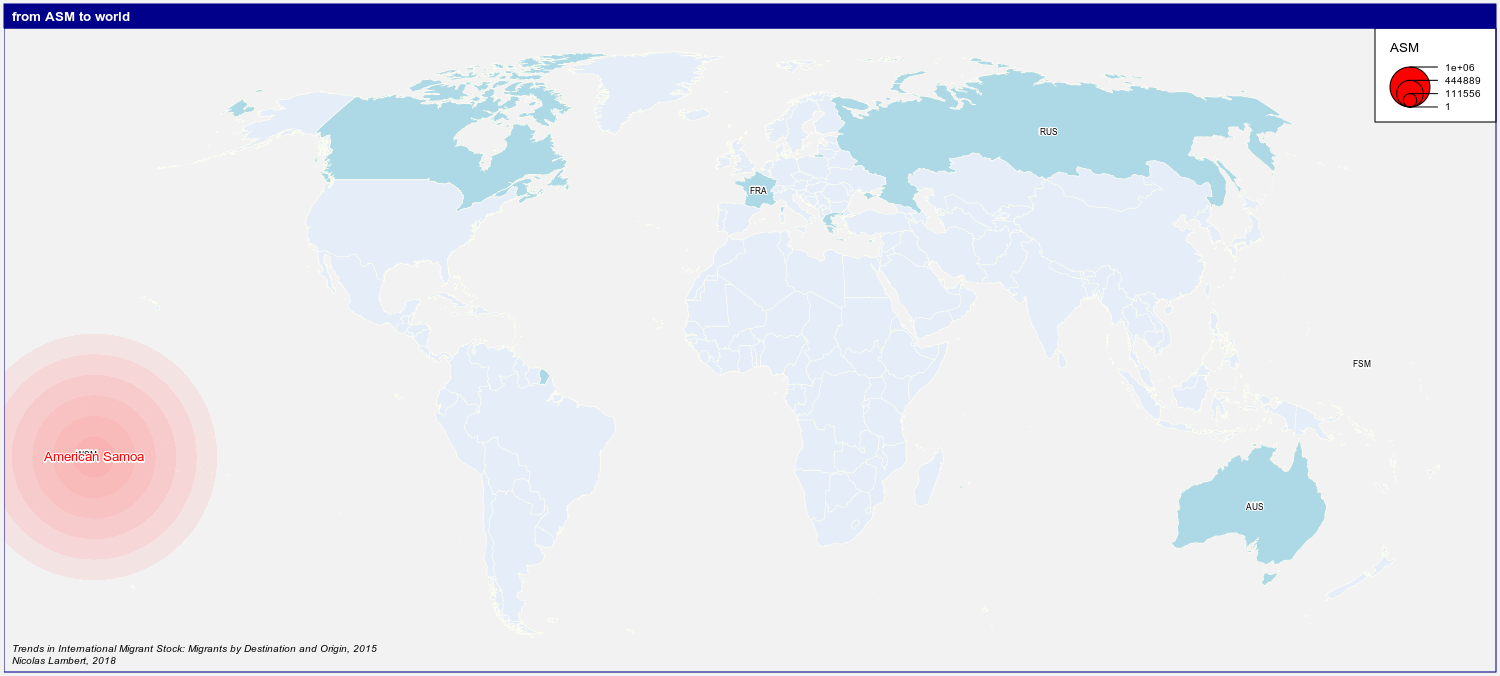 from ASM to world
ASM
1e+06
444889
111556
1
RUS
FRA
FSM
American Samoa
AUS
Trends in International Migrant Stock: Migrants by Destination and Origin, 2015
Nicolas Lambert, 2018